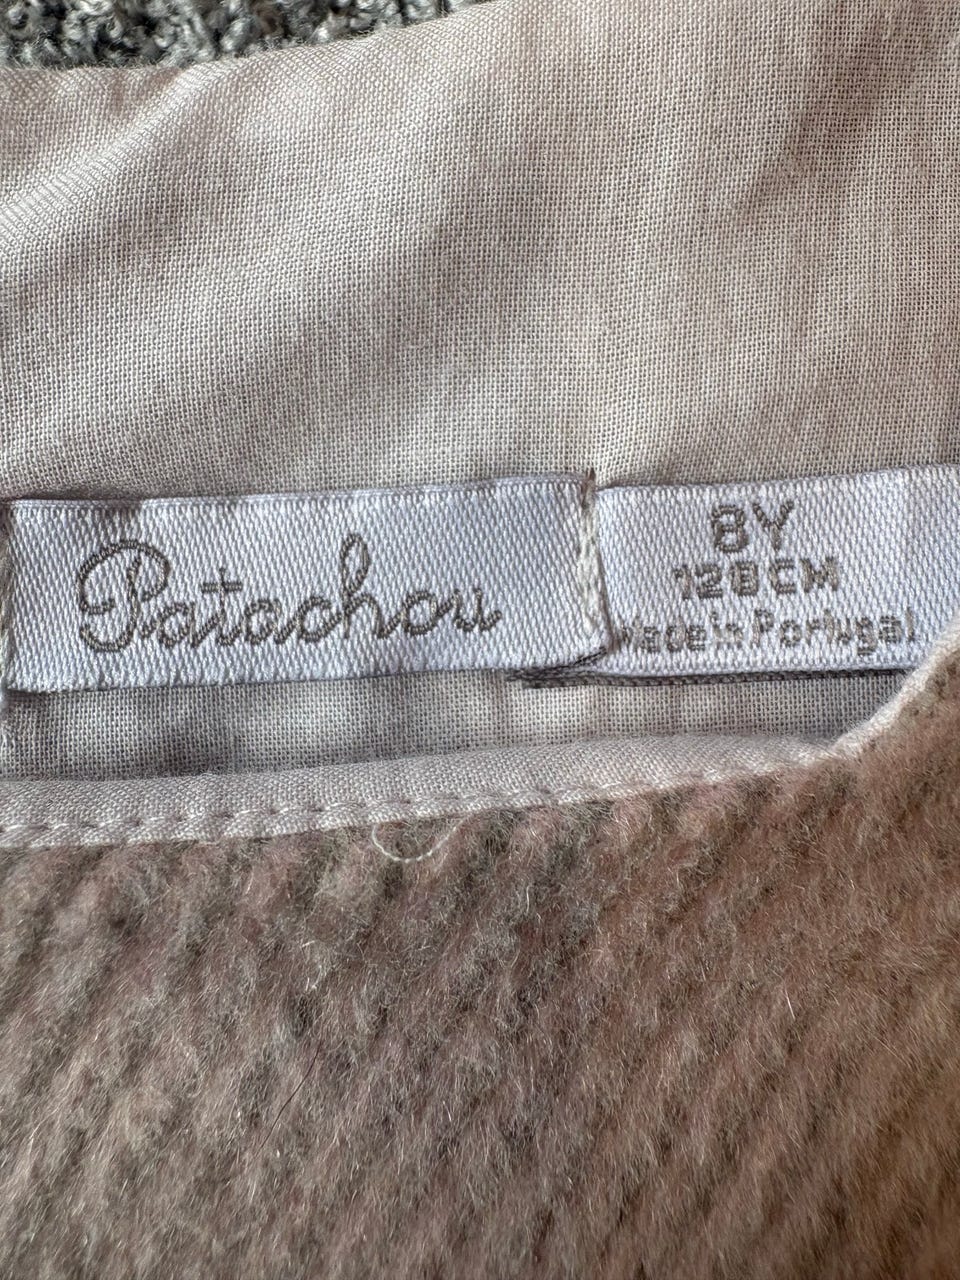 Patachou
8Y
128CM
Made in Portugal